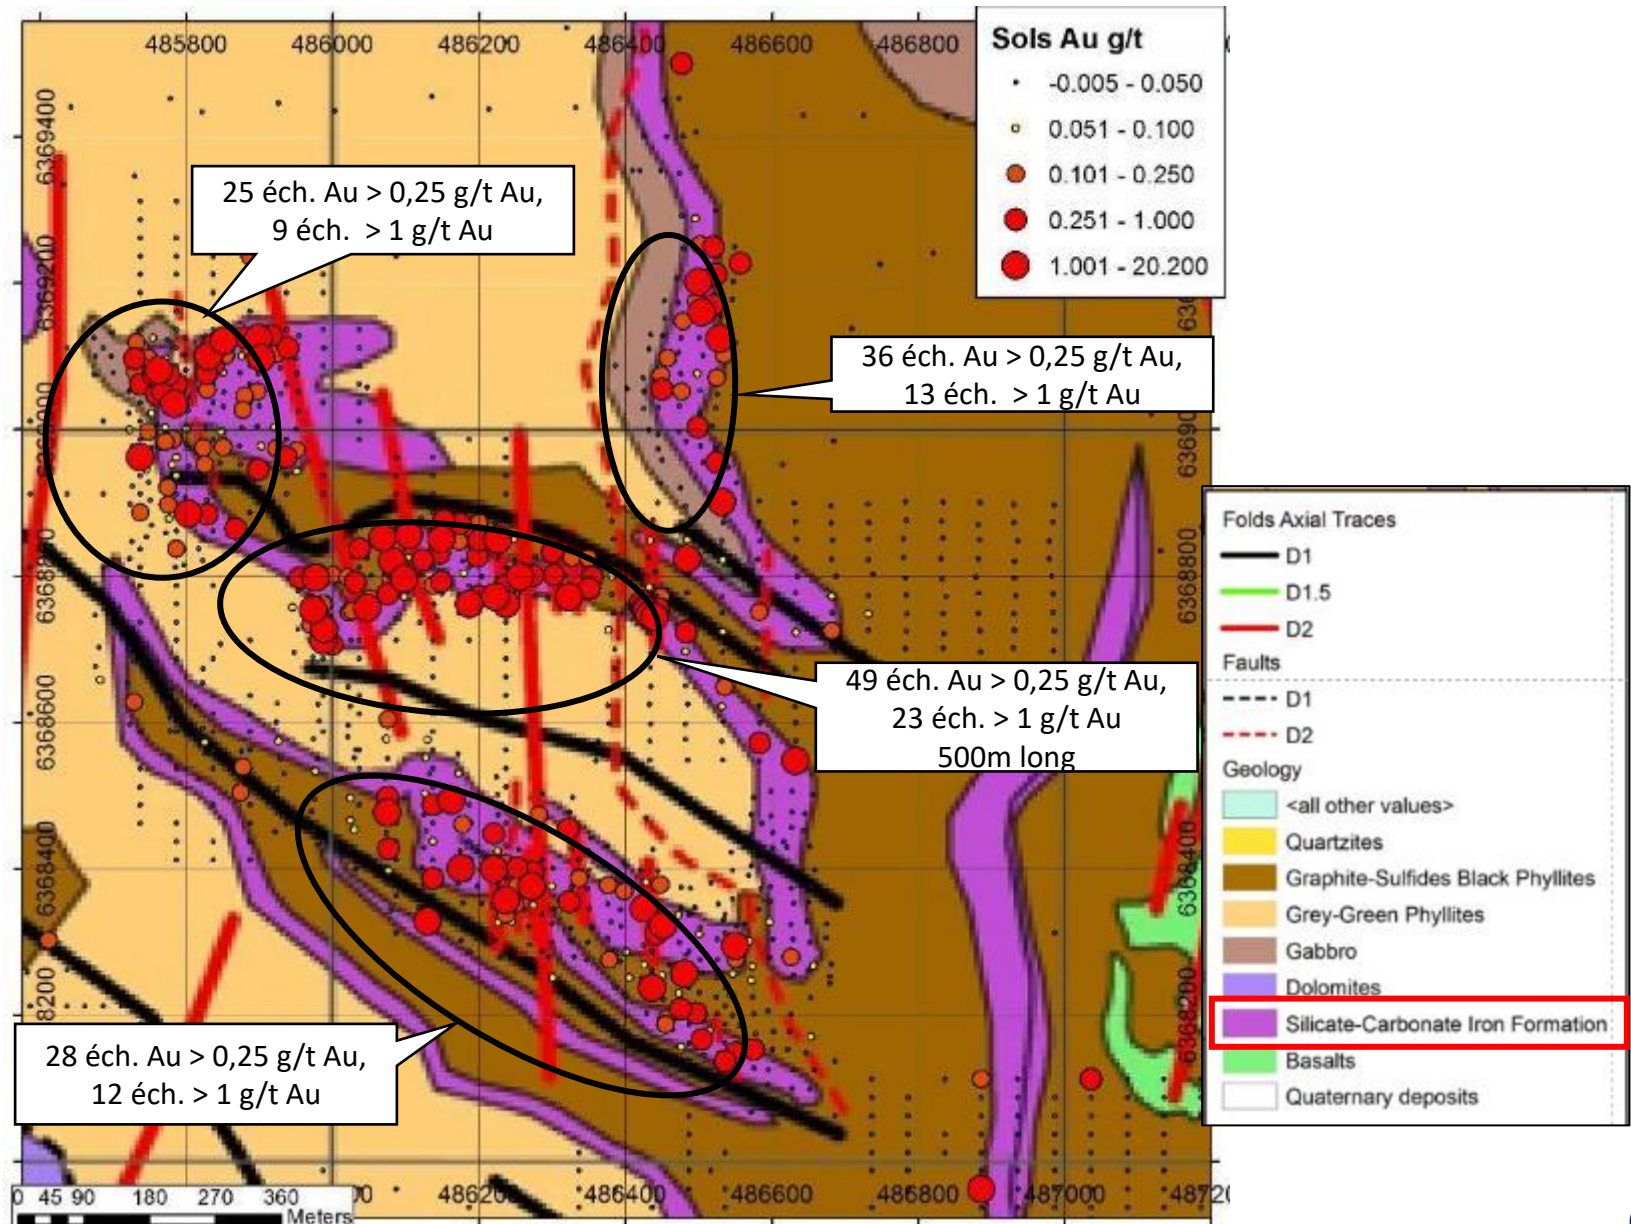 485800
486000
486200
486400
486600
486800
Sols Au g/t
-0.005 - 0.050
0.051 - 0.100
0.101 - 0.250
0.251 - 1.000
1.001 - 20.200
6369400
6369200
6369000
6368800
6368600
6368400
25 éch. Au > 0,25 g/t Au,
9 éch. > 1 g/t Au
36 éch. Au > 0,25 g/t Au,
13 éch. > 1 g/t Au
49 éch. Au > 0,25 g/t Au,
23 éch. > 1 g/t Au
500m long
28 éch. Au > 0,25 g/t Au,
12 éch. > 1 g/t Au
6368800
6368400
6368200
Folds Axial Traces
D1
D1.5
D2
Faults
D1
D2
Geology
<all other values>
Quartzites
Graphite-Sulfides Black Phyllites
Grey-Green Phyllites
Gabbro
Dolomites
Silicate-Carbonate Iron Formation
Basalts
Quaternary deposits
0 45 90 180 270 360
Meters
486400
486600
486800
487000